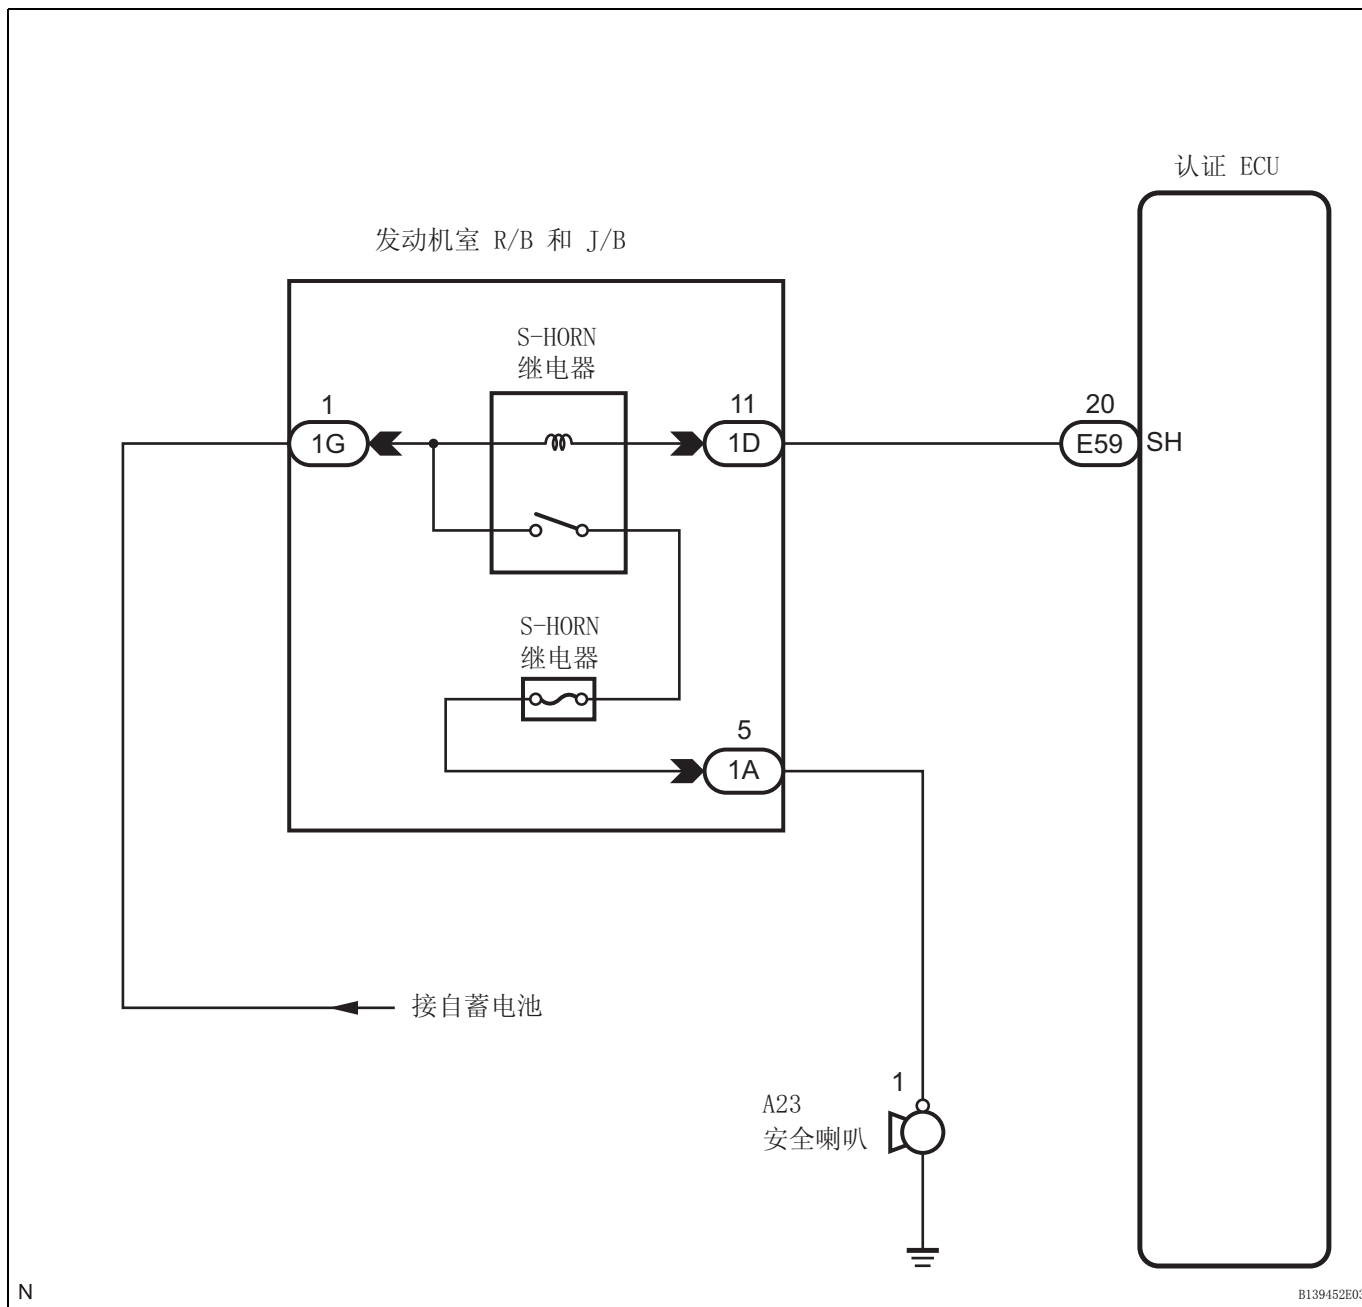 认证 ECU
发动机室 R/B 和 J/B
S-HORN
继电器
1
1G
11
1D
20
E59
SH
S-HORN
继电器
5
1A
接自蓄电池
1
A23
安全喇叭
N
B139452E03